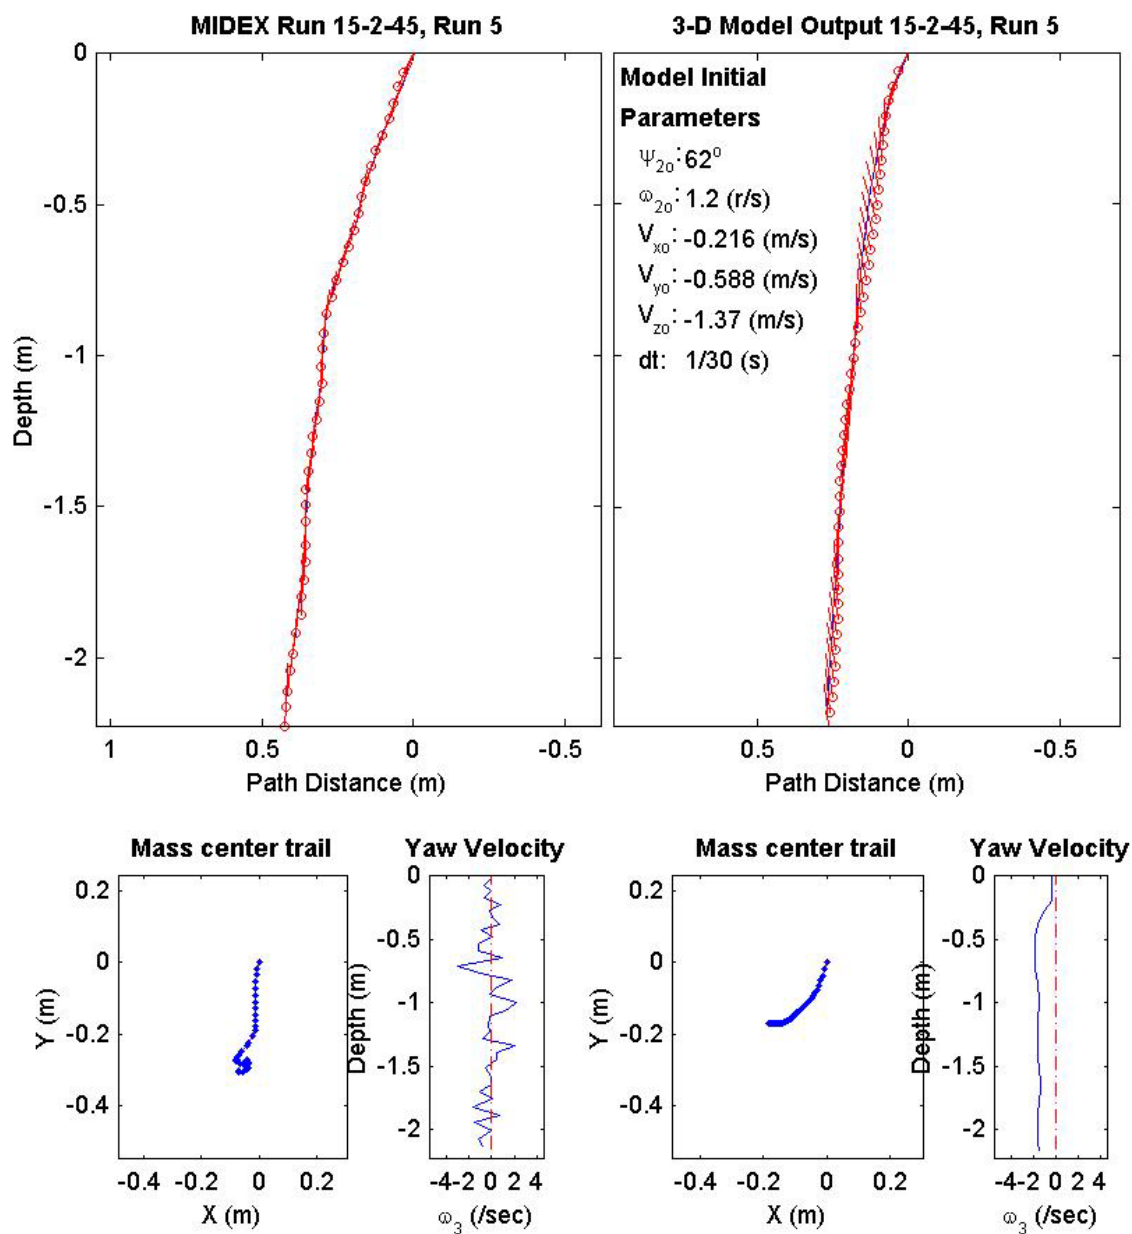 MIDEX Run 15-2-45, Run 5
3-D Model Output 15-2-45, Run 5
0
-0.5
-1
-1.5
-2
Depth (m)
1 0.5 0 -0.5
Path Distance (m)
Model Initial
Parameters
Ψ2o: 62o
ω2o: 1.2 (r/s)
Vxo: -0.216 (m/s)
Vyo: -0.588 (m/s)
Vzo: -1.37 (m/s)
dt: 1/30 (s)
0.5 0 -0.5
Path Distance (m)
Mass center trail
0.2
0
-0.2
-0.4
Y (m)
-0.4 -0.2 0 0.2
X (m)
Yaw Velocity
0
-0.5
-1
-1.5
-2
Depth (m)
-4 -2 0 2 4
ω3 (/sec)
Mass center trail
0.2
0
-0.2
-0.4
Y (m)
-0.4 -0.2 0 0.2
X (m)
Yaw Velocity
0
-0.5
-1
-1.5
-2
Depth (m)
-4 -2 0 2 4
ω3 (/sec)